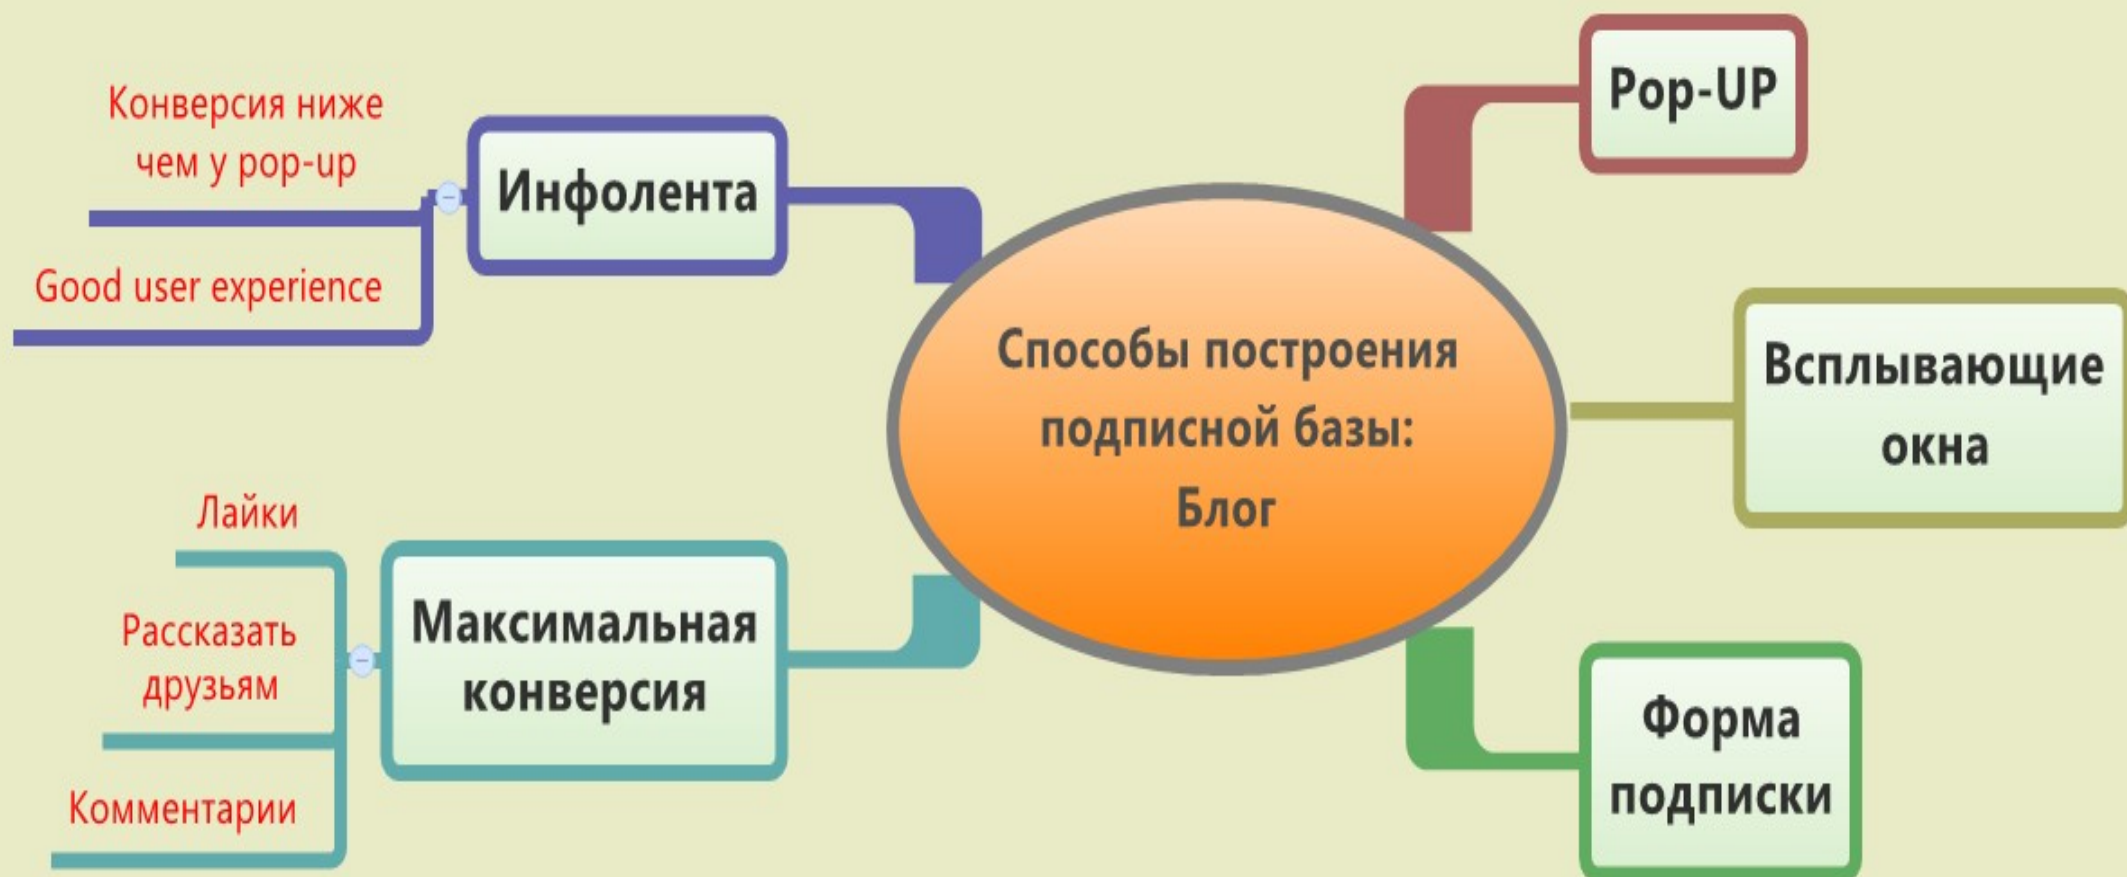 Способы построения
подписной базы:
Блог
Pop-UP
Всплывающие
окна
Форма
подписки
Инфолента
Конверсия ниже
чем у pop-up
Good user experience
Максимальная
конверсия
Лайки
Рассказать
друзьям
Комментарии